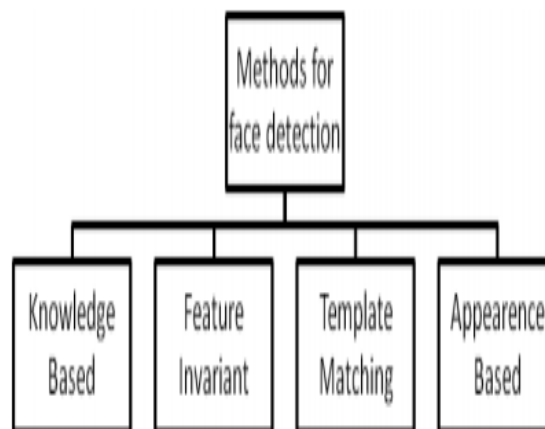 Methods for
face detection
Knowledge
Based
Feature
Invariant
Template
Matching
Appearence
Based